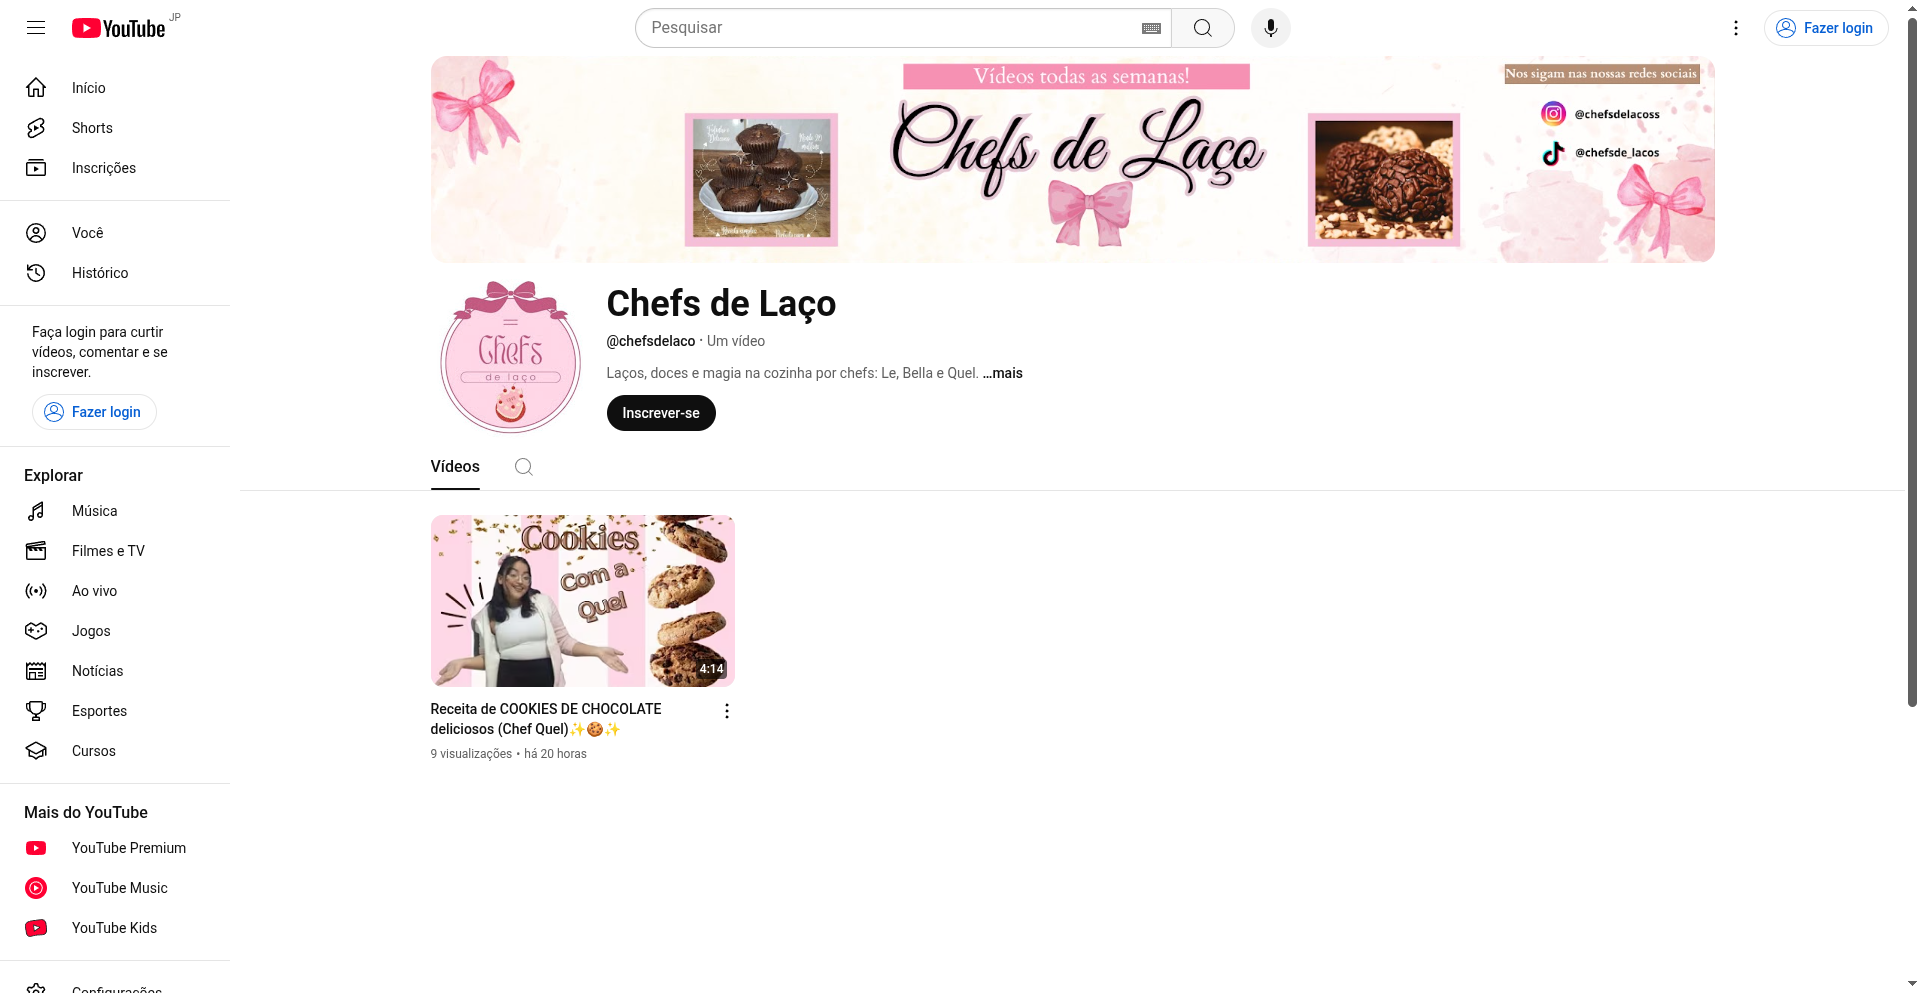 YouTube
JP
Pesquisar
Fazer login
Início
Shorts
Inscrições
Você
Histórico
Faça login para curtir
vídeos, comentar e se
inscrever.
Fazer login
Explorar
Música
Filmes e TV
Ao vivo
Jogos
Notícias
Esportes
Cursos
Mais do YouTube
YouTube Premium
YouTube Music
YouTube Kids
Configurações
Vídeos todas as semanas!
Chefs de Laço
Nos sigam nas nossas redes sociais
@chefsdelacoss
@chefsde_lacos
Chefs
de laço
Chefs de Laço
@chefsdelaco · Um vídeo
Laços, doces e magia na cozinha por chefs: Le, Bella e Quel. ...mais
Inscrever-se
Vídeos
Cookies
Com a
Quel
4:14
Receita de COOKIES DE CHOCOLATE
deliciosos (Chef Quel)✨🍪✨
9 visualizações • há 20 horas